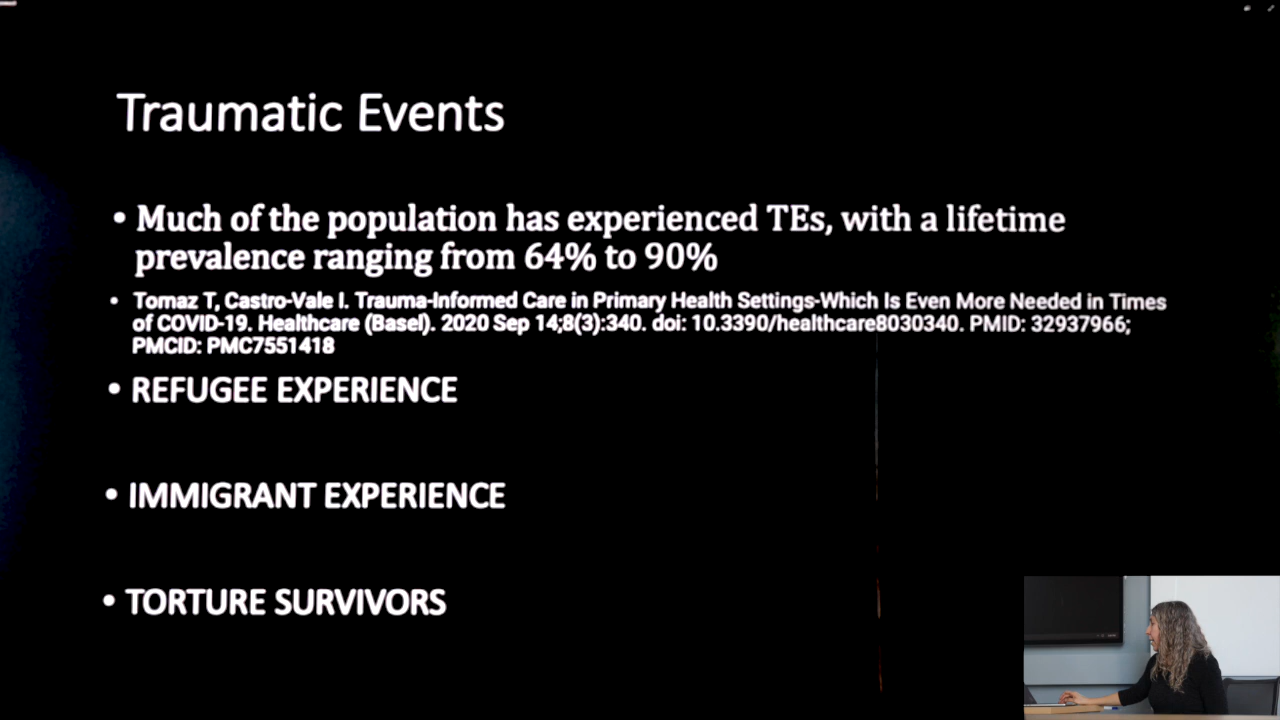 Traumatic Events
• Much of the population has experienced TEs, with a lifetime
prevalence ranging from 64% to 90%
• Tomaz T, Castro-Vale I. Trauma-Informed Care in Primary Health Settings-Which Is Even More Needed in Times
of COVID-19. Healthcare (Basel). 2020 Sep 14;8(3):340. doi: 10.3390/healthcare8030340. PMID: 32937966;
PMCID: PMC7551418
• REFUGEE EXPERIENCE
• IMMIGRANT EXPERIENCE
• TORTURE SURVIVORS